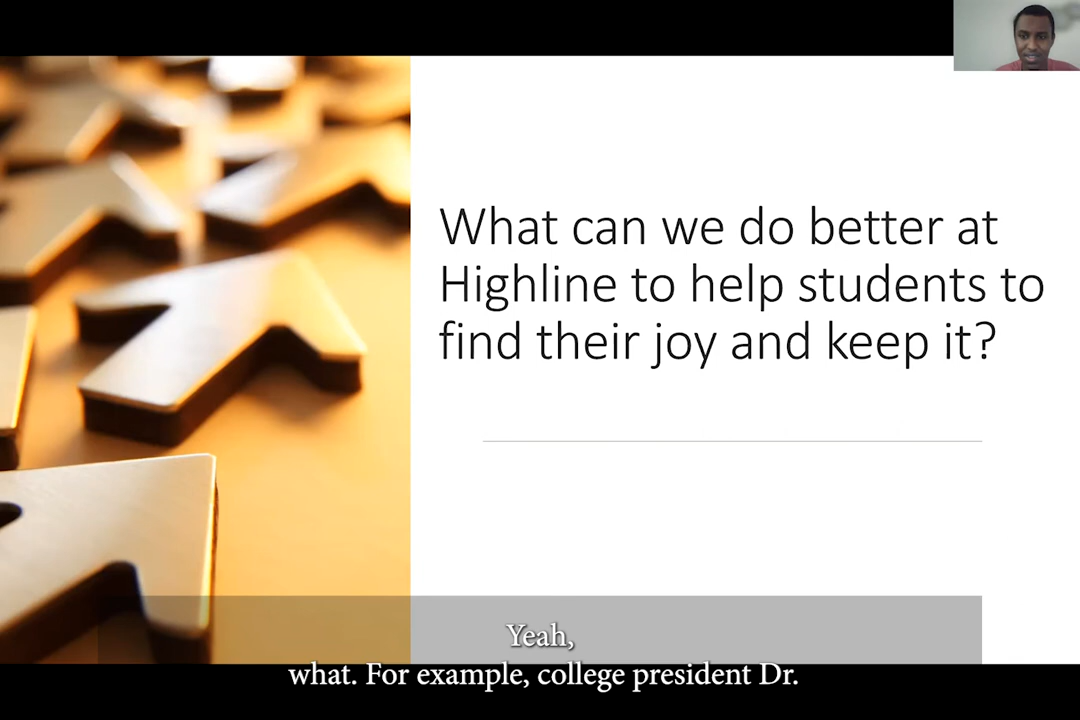 What can we do better at
Highline to help students to
find their joy and keep it?
Yeah,
what. For example, college president Dr.